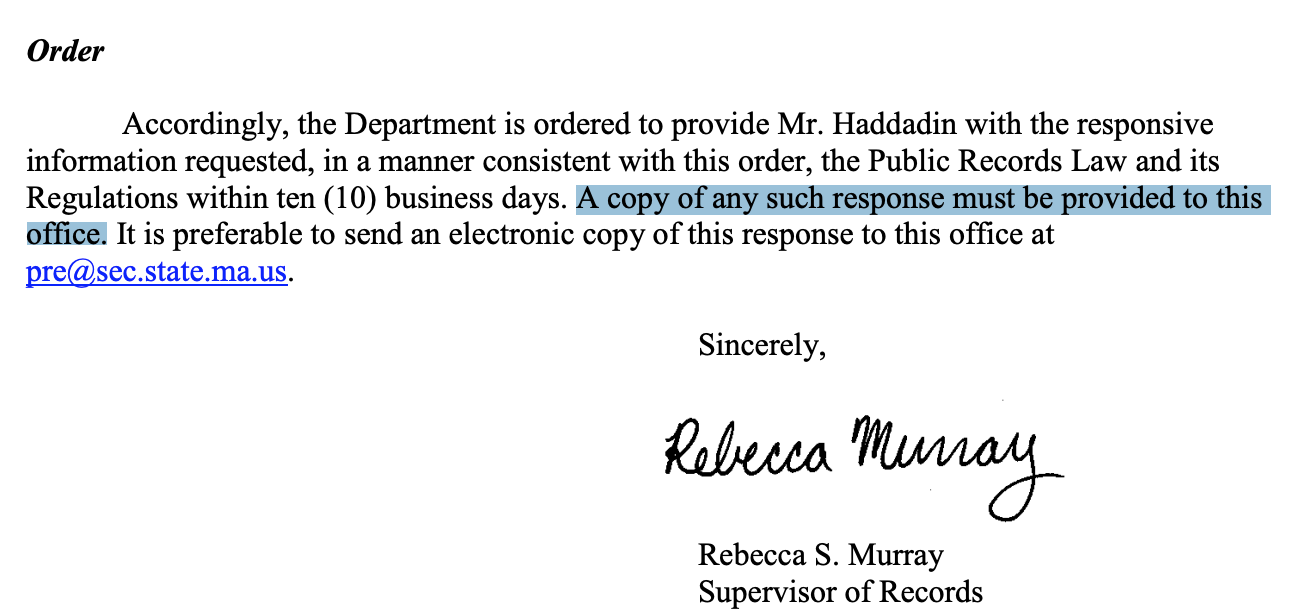 Order
Accordingly, the Department is ordered to provide Mr. Haddadin with the responsive
information requested, in a manner consistent with this order, the Public Records Law and its
Regulations within ten (10) business days. A copy of any such response must be provided to this
office. It is preferable to send an electronic copy of this response to this office at
pre@sec.state.ma.us.
Sincerely,
Rebecca Murray
Rebecca S. Murray
Supervisor of Records